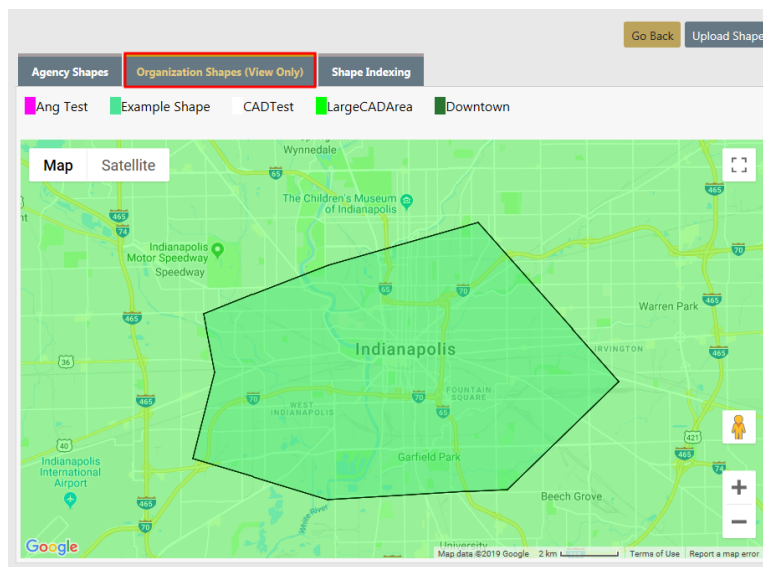 Go Back
Upload Shape
Agency Shapes
Organization Shapes (View Only)
Shape Indexing
Ang Test
Example Shape
CADTest
LargeCADArea
Downtown
Map
Satellite
Wynnedale
65
465
The Children's Museum
of Indianapolis
465
74
Indianapolis
Motor Speedway
Speedway
70
65
70
Warren Park
465
465
Indianapolis
IRVINGTON
465
36
70
WEST
INDIANAPOLIS
465
70
FOUNTAIN
SQUARE
65
421
40
465
Garfield Park
Indianapolis
International
Airport
74
465
Beech Grove
White River
70
Google
University
Map data ©2019 Google
2 km
Terms of Use
Report a map error